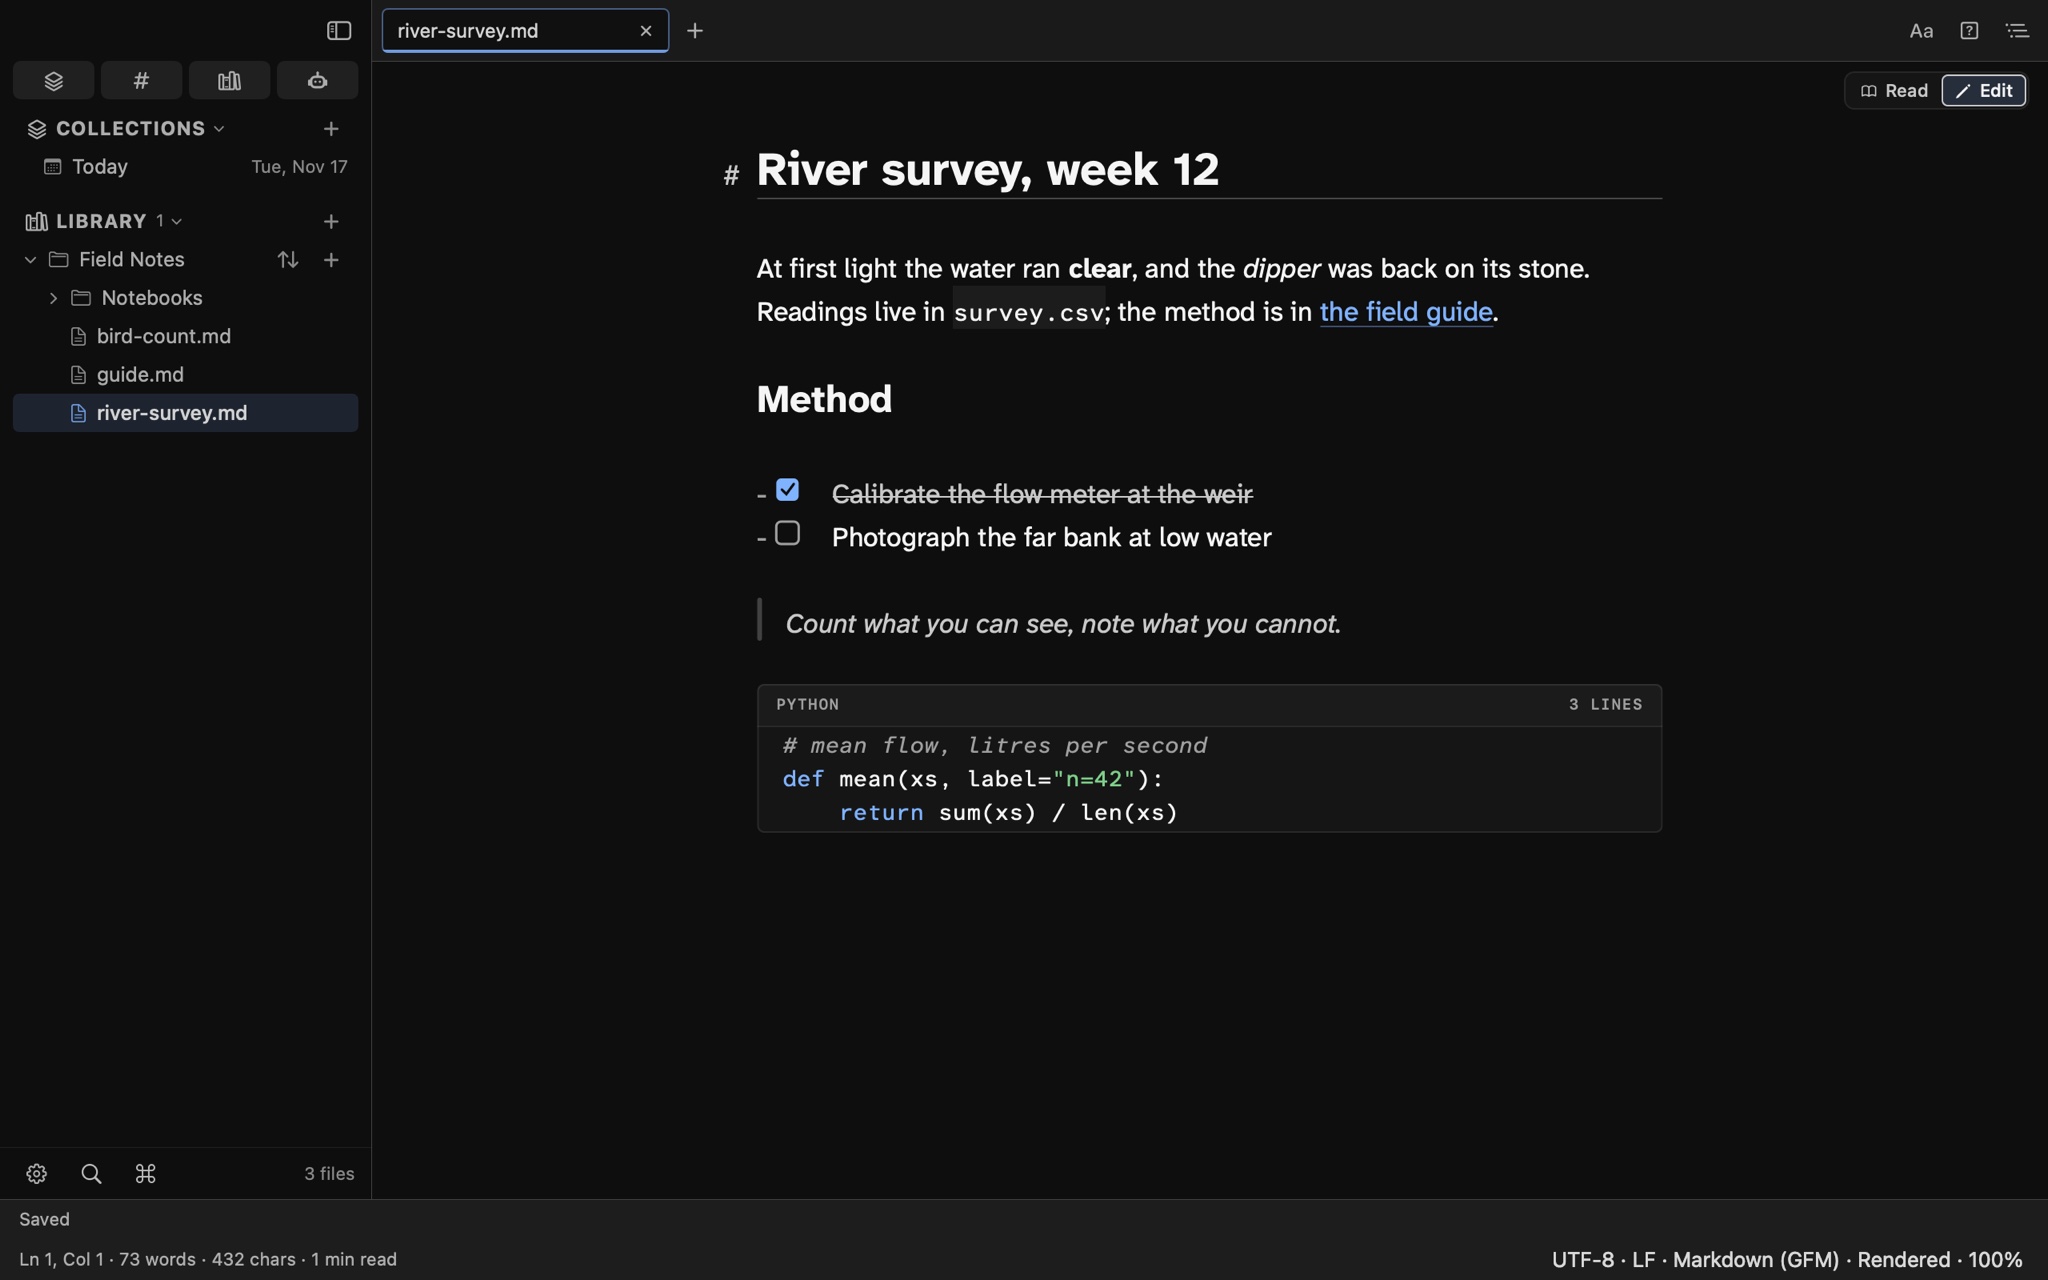 river-survey.md
Aa
COLLECTIONS
Today Tue, Nov 17
LIBRARY 1
Field Notes
Notebooks
bird-count.md
guide.md
river-survey.md
3 files
Read Edit
# River survey, week 12
At first light the water ran clear, and the dipper was back on its stone.
Readings live in survey.csv; the method is in the field guide.
Method
- Calibrate the flow meter at the weir
- Photograph the far bank at low water
Count what you can see, note what you cannot.
PYTHON 3 LINES
# mean flow, litres per second
def mean(xs, label="n=42"):
    return sum(xs) / len(xs)
Saved
Ln 1, Col 1 · 73 words · 432 chars · 1 min read
UTF-8 · LF · Markdown (GFM) · Rendered · 100%